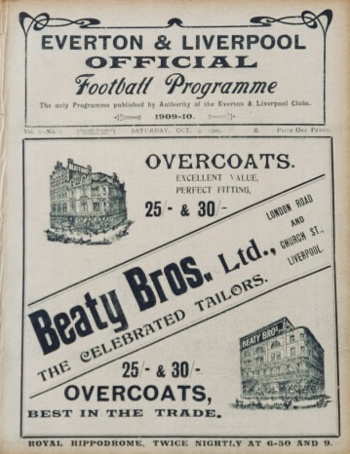 EVERTON & LIVERPOOL
OFFICIAL
Football Programme
The only Programme published by Authority of the Everton & Liverpool Clubs.
1909-10.
SATURDAY, OCT. PRICE ONE PENNY.
OVERCOATS.
EXCELLENT VALUE,
PERFECT FITTING,
25/- & 30/-
LONDON ROAD
AND
CHURCH ST.,
LIVERPOOL.
Beaty Bros. Ltd.,
THE CELEBRATED TAILORS.
BEATY BROS
25/- & 30/-
OVERCOATS,
BEST IN THE TRADE.
ROYAL HIPPODROME, TWICE NIGHTLY AT 6-50 AND 9.